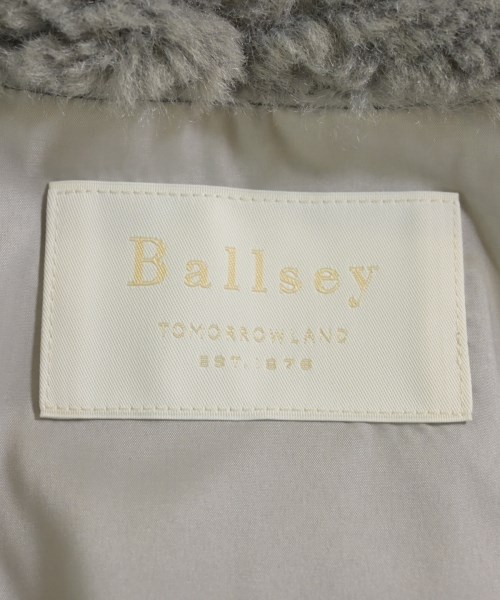 Ballsey
TOMORROWLAND
EST. 1978